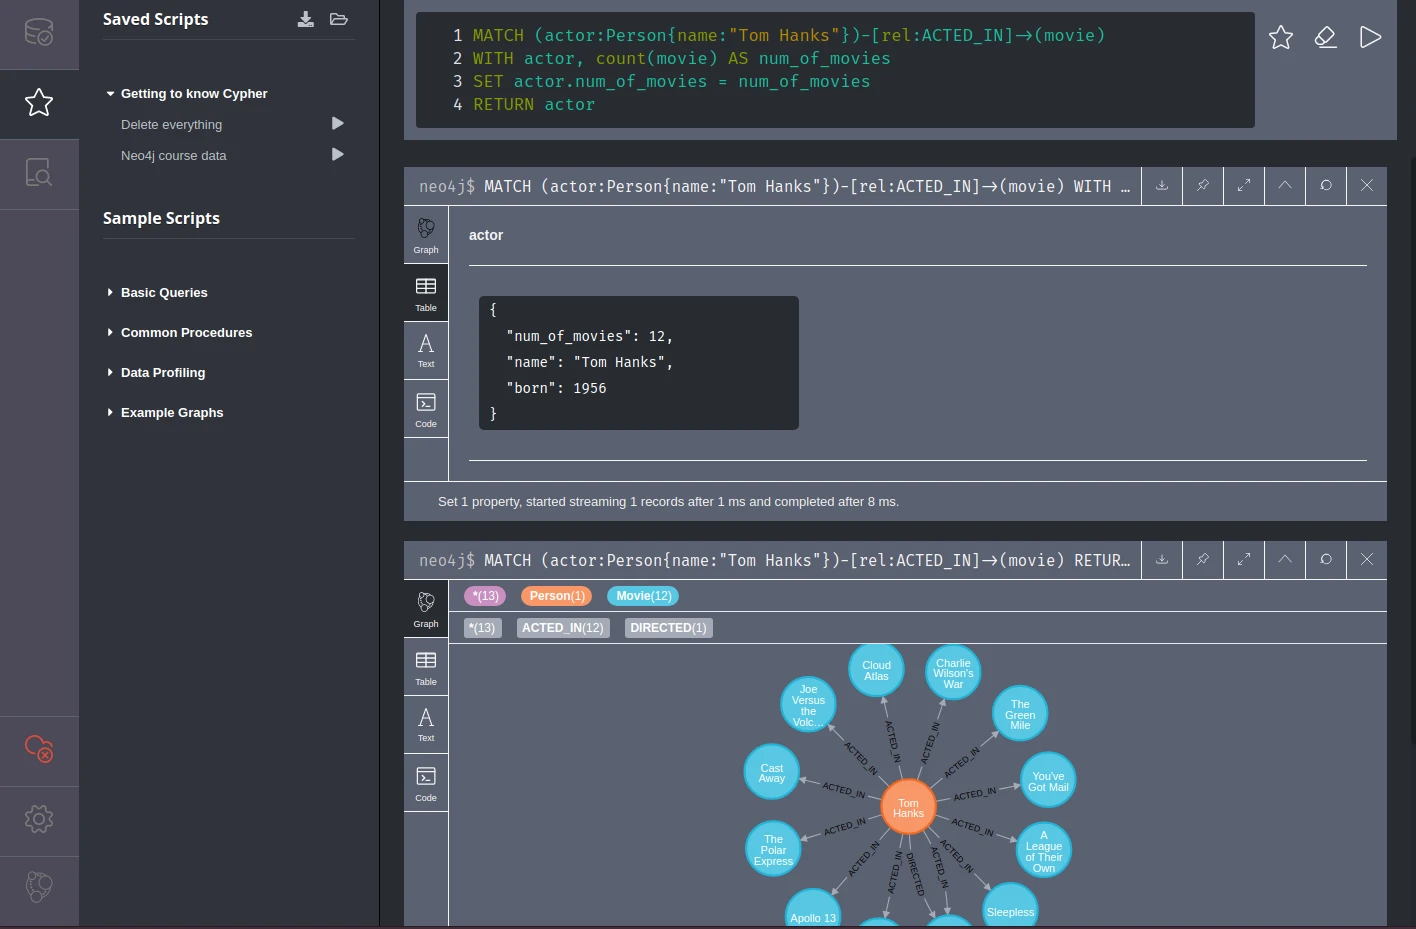 Saved Scripts
Getting to know Cypher
Delete everything
Neo4j course data
Sample Scripts
Basic Queries
Common Procedures
Data Profiling
Example Graphs
1 MATCH (actor:Person{name:"Tom Hanks"})-[rel:ACTED_IN]->(movie)
2 WITH actor, count(movie) AS num_of_movies
3 SET actor.num_of_movies = num_of_movies
4 RETURN actor
neo4j$ MATCH (actor:Person{name:"Tom Hanks"})-[rel:ACTED_IN]->(movie) WITH …
Graph
Table
Text
Code
actor
{
"num_of_movies": 12,
"name": "Tom Hanks",
"born": 1956
}
Set 1 property, started streaming 1 records after 1 ms and completed after 8 ms.
neo4j$ MATCH (actor:Person{name:"Tom Hanks"})-[rel:ACTED_IN]->(movie) RETUR…
Graph
Table
Text
Code
*(13) Person(1) Movie(12)
*(13) ACTED_IN(12) DIRECTED(1)
Cloud
Atlas
Charlie
Wilson's
War
Joe
Versus
the
Volc…
The
Green
Mile
Cast
Away
You've
Got Mail
Tom
Hanks
The
Polar
Express
A
League
of Their
Own
Apollo 13
Sleepless
ACTED_IN
ACTED_IN
ACTED_IN
ACTED_IN
ACTED_IN
ACTED_IN
ACTED_IN
ACTED_IN
ACTED_IN
ACTED_IN
ACTED_IN
DIRECTED
ACTED_IN